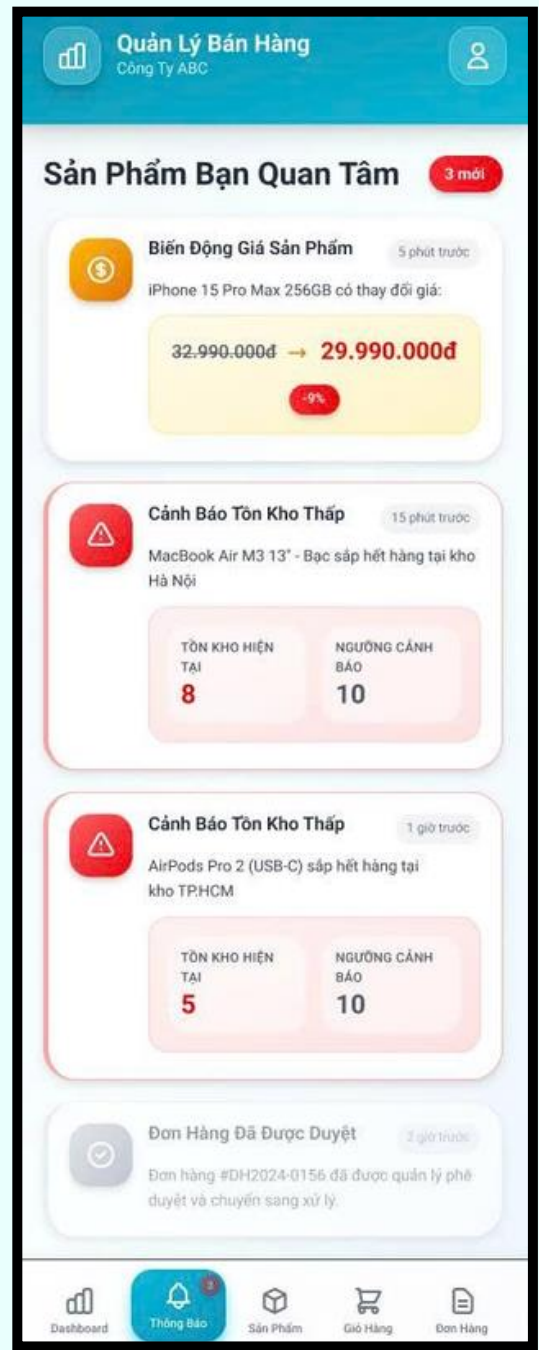 Quản Lý Bán Hàng
Công Ty ABC
Sản Phẩm Bạn Quan Tâm
3 mới
Biến Động Giá Sản Phẩm
5 phút trước
iPhone 15 Pro Max 256GB có thay đổi giá:
32.990.000đ → 29.990.000đ
-9%
Cảnh Báo Tồn Kho Thấp
15 phút trước
MacBook Air M3 13" - Bạc sắp hết hàng tại kho
Hà Nội
TỒN KHO HIỆN
TẠI
8
NGƯỠNG CẢNH
BÁO
10
Cảnh Báo Tồn Kho Thấp
1 giờ trước
AirPods Pro 2 (USB-C) sắp hết hàng tại
kho TP.HCM
TỒN KHO HIỆN
TẠI
5
NGƯỠNG CẢNH
BÁO
10
Đơn Hàng Đã Được Duyệt
2 giờ trước
Đơn hàng #DH2024-0156 đã được quản lý phê
duyệt và chuyển sang xử lý.
Dashboard
3
Thông Báo
Sản Phẩm
Giỏ Hàng
Đơn Hàng